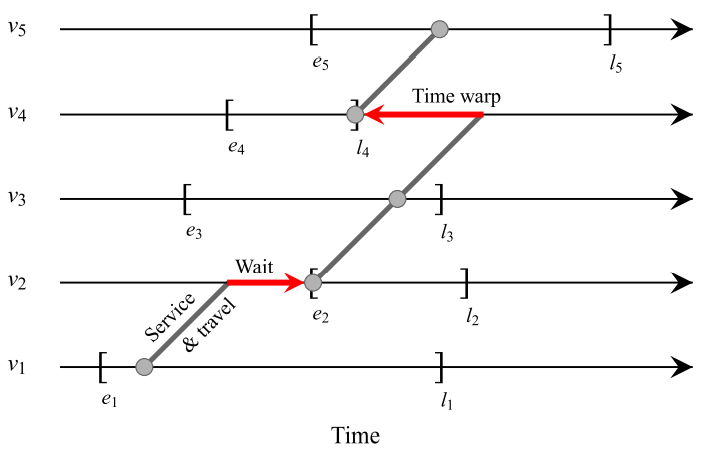 v5
e5
l5
Time warp
v4
e4
l4
v3
e3
l3
Wait
v2
e2
l2
Service
& travel
v1
e1
l1
Time